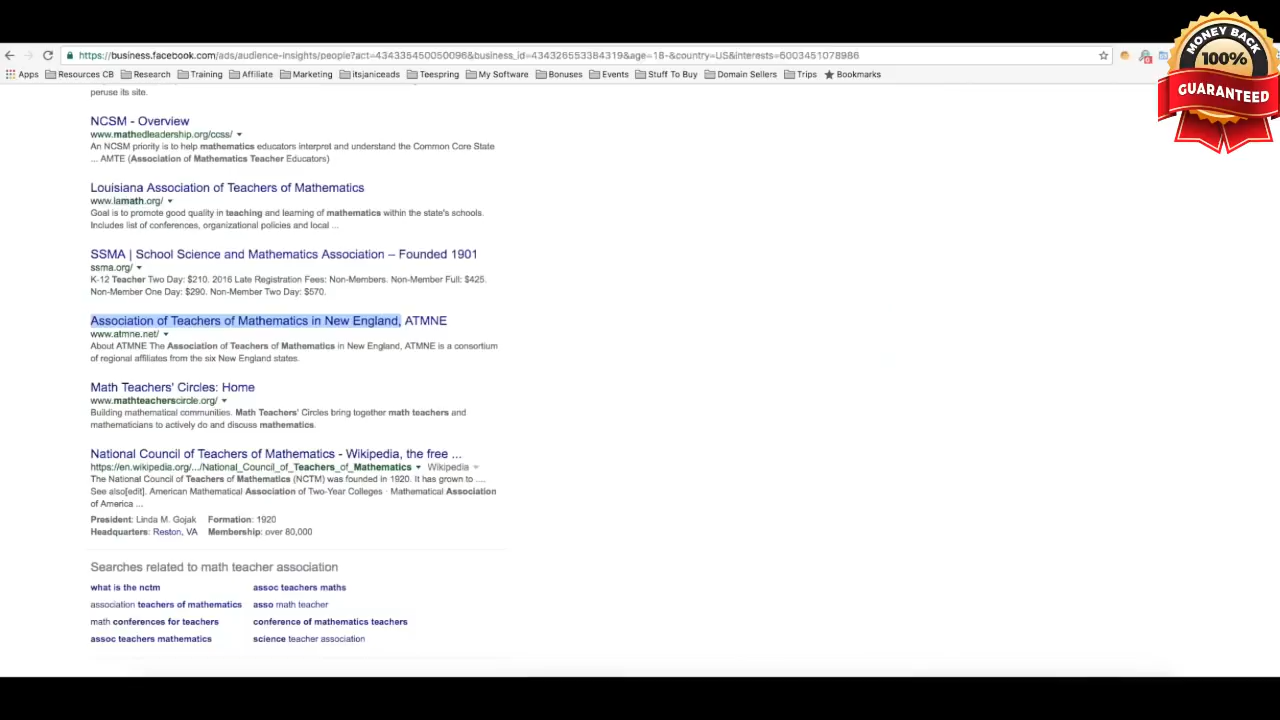 https://business.facebook.com/ads/audience-insights/people?act=434335450050096&business_id=434326553384319&age=18-&country=US&interests=6003451078986
Apps Resources CB Research Training Affiliate Marketing itsjaniceads Teespring My Software Bonuses Events Stuff To Buy Domain Sellers Trips Bookmarks
MONEY BACK
100%
GUARANTEED
peruse its site.
NCSM - Overview
www.mathedleadership.org/ccss/
An NCSM priority is to help mathematics educators interpret and understand the Common Core State
... AMTE (Association of Mathematics Teacher Educators)
Louisiana Association of Teachers of Mathematics
www.lamath.org/
Goal is to promote good quality in teaching and learning of mathematics within the state's schools.
Includes list of conferences, organizational policies and local ...
SSMA | School Science and Mathematics Association – Founded 1901
ssma.org/
K-12 Teacher Two Day: $210. 2016 Late Registration Fees: Non-Members. Non-Member Full: $425.
Non-Member One Day: $290. Non-Member Two Day: $570.
Association of Teachers of Mathematics in New England, ATMNE
www.atmne.net/
About ATMNE The Association of Teachers of Mathematics in New England, ATMNE is a consortium
of regional affiliates from the six New England states.
Math Teachers' Circles: Home
www.mathteacherscircle.org/
Building mathematical communities. Math Teachers' Circles bring together math teachers and
mathematicians to actively do and discuss mathematics.
National Council of Teachers of Mathematics - Wikipedia, the free ...
https://en.wikipedia.org/.../National_Council_of_Teachers_of_Mathematics Wikipedia
The National Council of Teachers of Mathematics (NCTM) was founded in 1920. It has grown to ....
See also[edit]. American Mathematical Association of Two-Year Colleges · Mathematical Association
of America ...
President: Linda M. Gojak Formation: 1920
Headquarters: Reston, VA Membership: over 80,000
Searches related to math teacher association
what is the nctm assoc teachers maths
association teachers of mathematics asso math teacher
math conferences for teachers conference of mathematics teachers
assoc teachers mathematics science teacher association